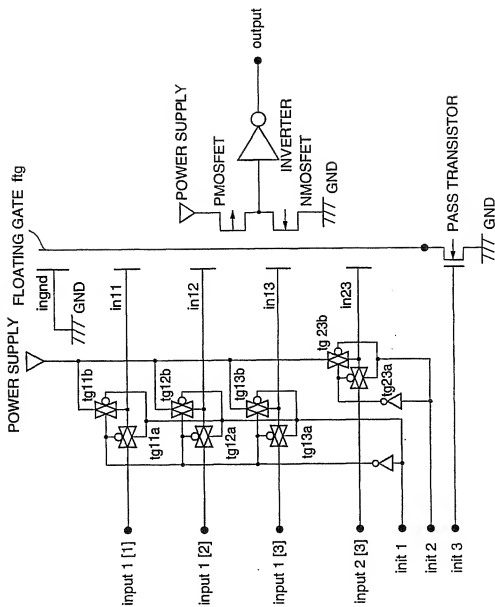 POWER SUPPLY
FLOATING GATE ftg
ingnd
GND
POWER SUPPLY
PMOSFET
output
INVERTER
NMOSFET
GND
tg11b
in11
tg11a
input 1 [1]
tg12b
in12
tg12a
input 1 [2]
tg13b
in13
tg13a
input 1 [3]
tg 23b
in23
tg23a
input 2 [3]
init 1
init 2
init 3
PASS TRANSISTOR
GND